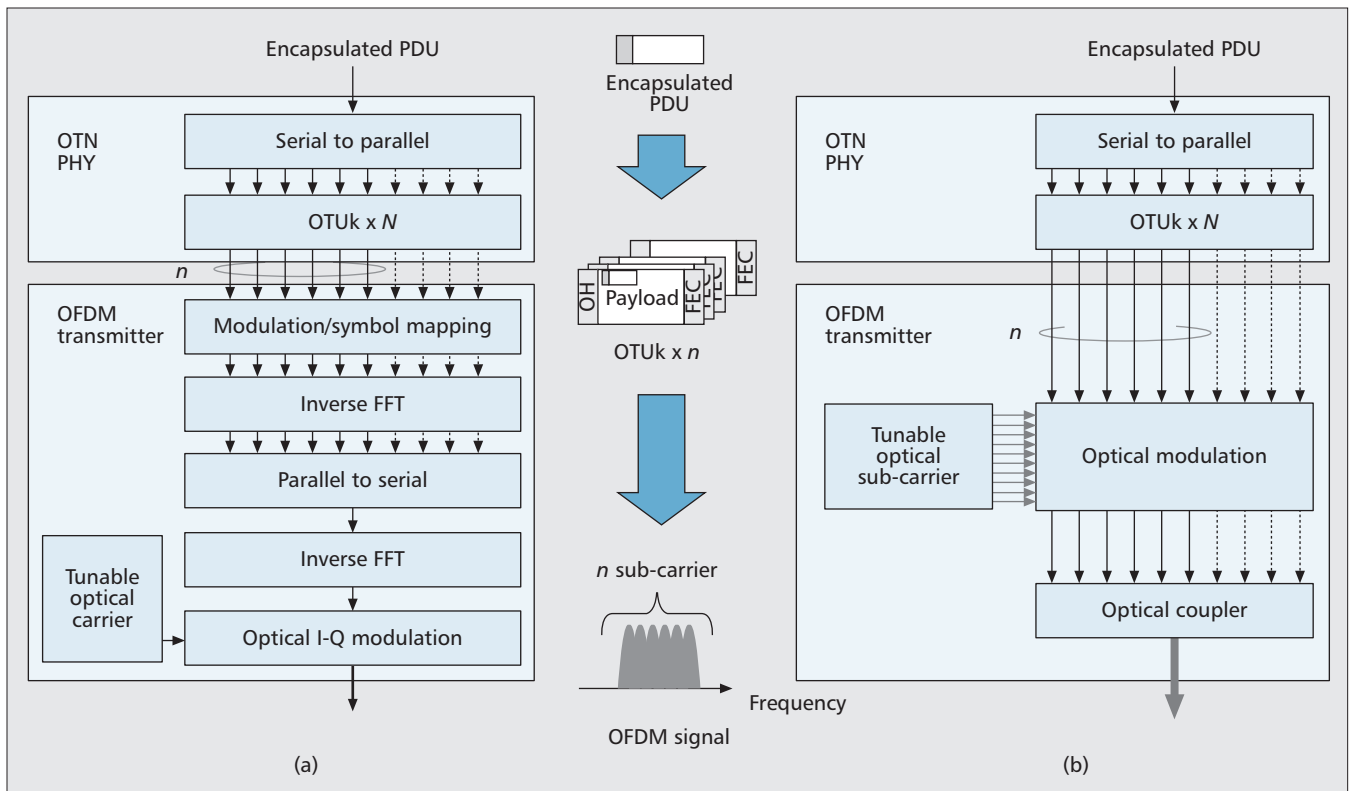 Encapsulated PDU
OTN
PHY
Serial to parallel
OTUk x N
n
OFDM
transmitter
Modulation/symbol mapping
Inverse FFT
Parallel to serial
Inverse FFT
Tunable
optical
carrier
Optical I-Q modulation
(a)
Encapsulated
PDU
OH
Payload
FEC
FEC
FEC
FEC
OTUk x n
n sub-carrier
Frequency
OFDM signal
Encapsulated PDU
OTN
PHY
Serial to parallel
OTUk x N
OFDM
transmitter
n
Tunable
optical
sub-carrier
Optical modulation
Optical coupler
(b)